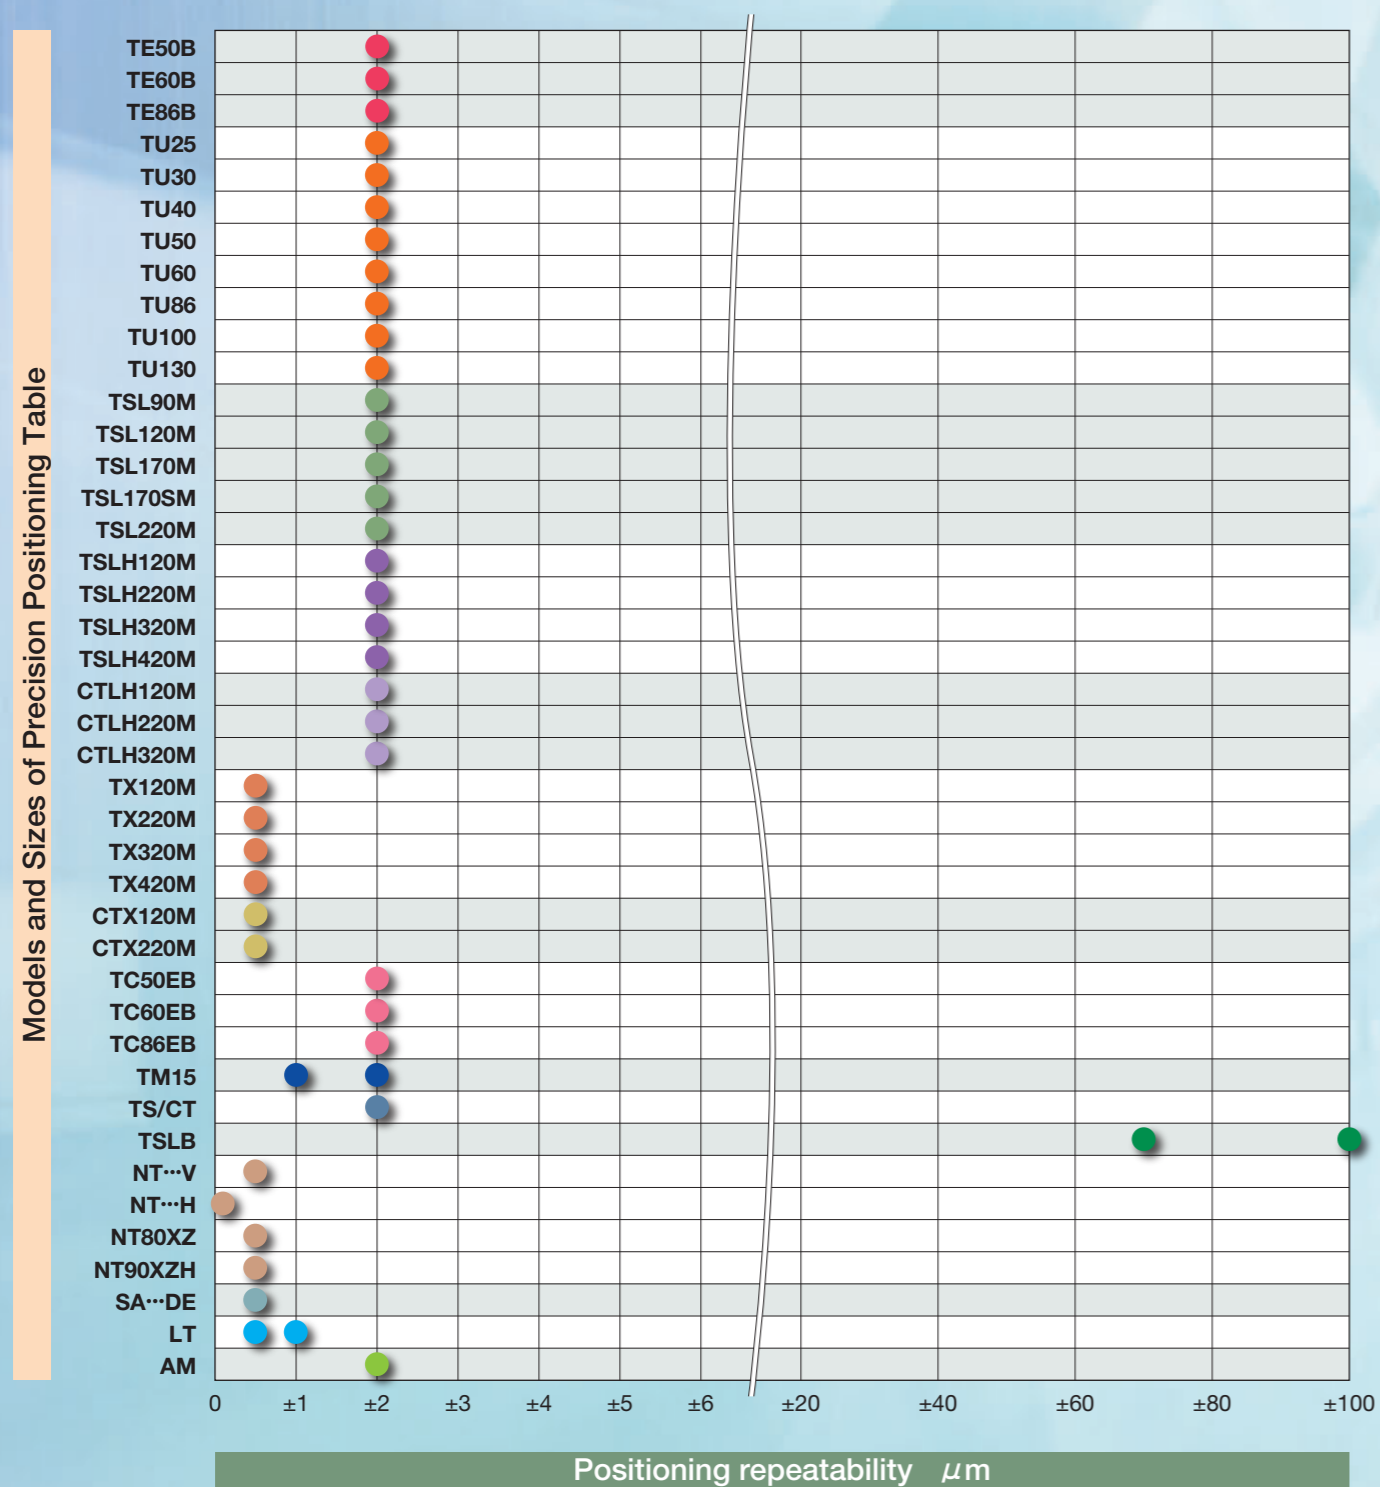 Models and Sizes of Precision Positioning Table
TE50B
TE60B
TE86B
TU25
TU30
TU40
TU50
TU60
TU86
TU100
TU130
TSL90M
TSL120M
TSL170M
TSL170SM
TSL220M
TSLH120M
TSLH220M
TSLH320M
TSLH420M
CTLH120M
CTLH220M
CTLH320M
TX120M
TX220M
TX320M
TX420M
CTX120M
CTX220M
TC50EB
TC60EB
TC86EB
TM15
TS/CT
TSLB
NT···V
NT···H
NT80XZ
NT90XZH
SA···DE
LT
AM
0 ±1 ±2 ±3 ±4 ±5 ±6 ±20 ±40 ±60 ±80 ±100
Positioning repeatability μm